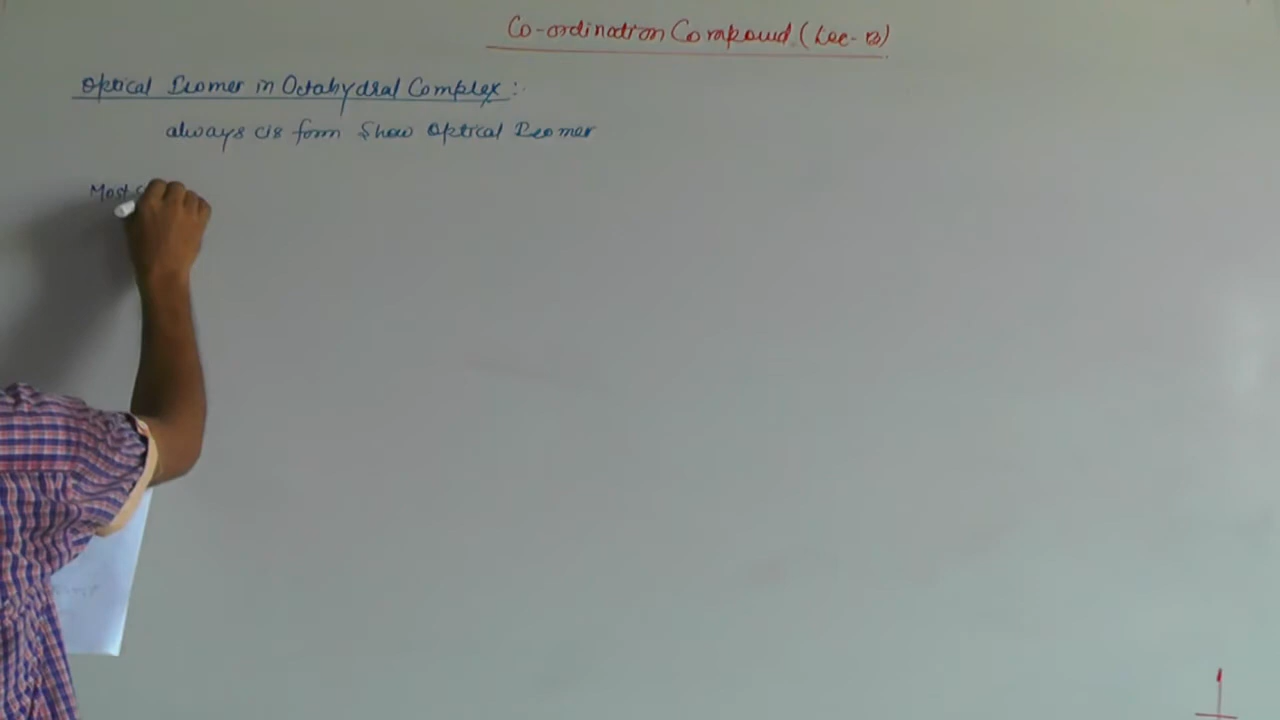 Co-ordination Compound (Lec-13)
Optical Isomer in Octahydral Complex :
always cis form Show Optical Isomer
Most